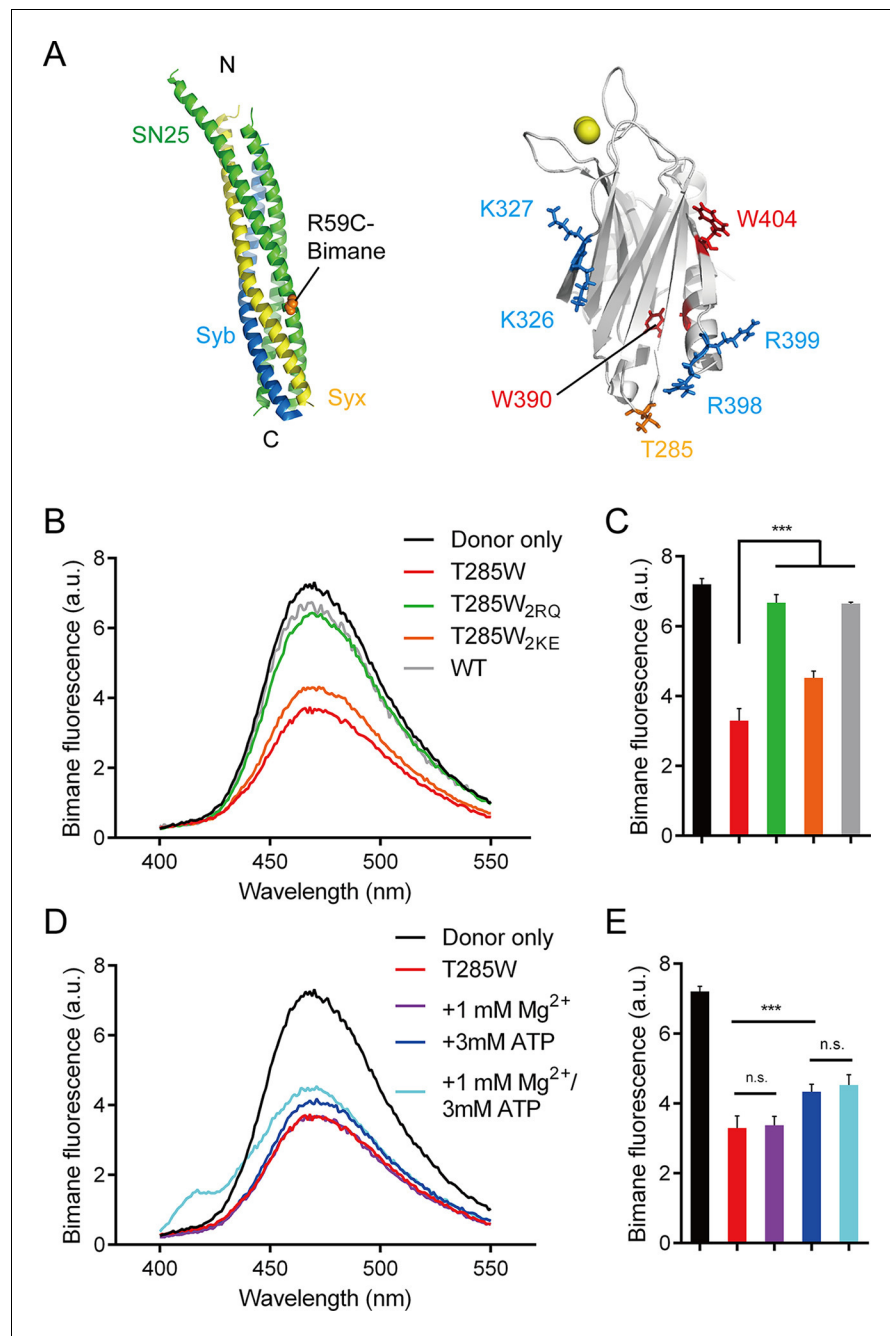 A
N
SN25
R59C-
Bimane
Syb
Syx
C
K327
K326
W404
W390
R399
R398
T285
B
Bimane fluorescence (a.u.)
8
6
4
2
0
400
450
500
550
Wavelength (nm)
Donor only
T285W
T285W2RQ
T285W2KE
WT
C
Bimane fluorescence (a.u.)
8
6
4
2
0
***
D
Bimane fluorescence (a.u.)
8
6
4
2
0
400
450
500
550
Wavelength (nm)
Donor only
T285W
+1 mM Mg2+
+3mM ATP
+1 mM Mg2+/
3mM ATP
E
Bimane fluorescence (a.u.)
8
6
4
2
0
***
n.s.
n.s.